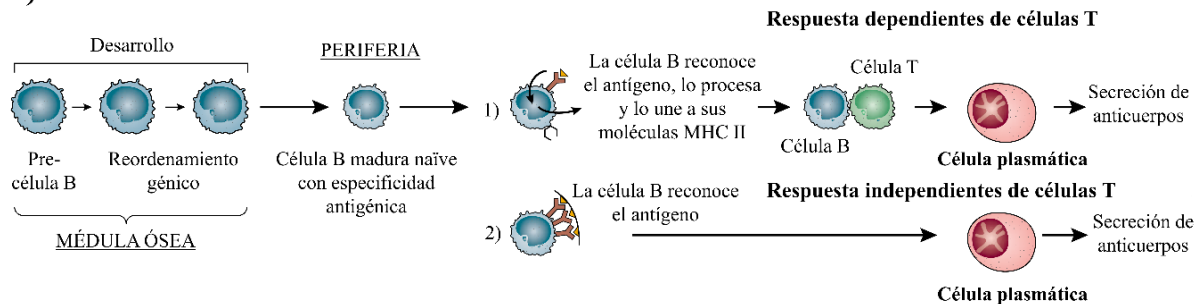 Desarrollo
Pre-
célula B
Reordenamiento
génico
MÉDULA ÓSEA
PERIFERIA
Célula B madura naïve
con especificidad
antigénica
Respuesta dependientes de células T
1)
La célula B reconoce
el antígeno, lo procesa
y lo une a sus
moléculas MHC II
Célula T
Célula B
Célula plasmática
Secreción de
anticuerpos
Respuesta independientes de células T
2)
La célula B reconoce
el antígeno
Célula plasmática
Secreción de
anticuerpos